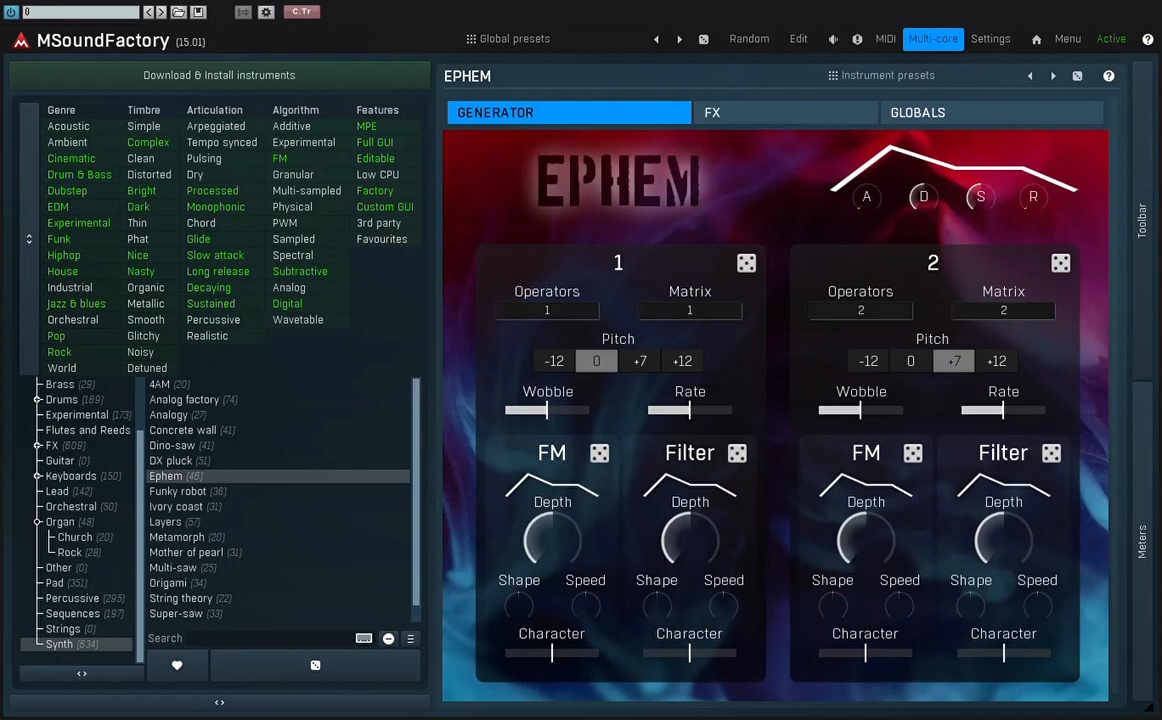 0 C.Tr
MSoundFactory (15.01) Global presets Random Edit MIDI Multi-core Settings Menu Active ?
Download & Install instruments
Genre Timbre Articulation Algorithm Features
Acoustic Simple Arpeggiated Additive MPE
Ambient Complex Tempo synced Experimental Full GUI
Cinematic Clean Pulsing FM Editable
Drum & Bass Distorted Dry Granular Low CPU
Dubstep Bright Processed Multi-sampled Factory
EDM Dark Monophonic Physical Custom GUI
Experimental Thin Chord PWM 3rd party
Funk Phat Glide Sampled Favourites
Hiphop Nice Slow attack Spectral
House Nasty Long release Subtractive
Industrial Organic Decaying Analog
Jazz & blues Metallic Sustained Digital
Orchestral Smooth Percussive Wavetable
Pop Glitchy Realistic
Rock Noisy
World Detuned
Brass (29) 4AM (20)
Drums (169) Analog factory (74)
Experimental (173) Analogy (27)
Flutes and Reeds Concrete wall (41)
FX (609) Dino-saw (41)
Guitar (0) DX pluck (51)
Keyboards (150) Ephem (46)
Lead (142) Funky robot (36)
Orchestral (50) Ivory coast (31)
Organ (48) Layers (57)
Church (20) Metamorph (20)
Rock (28) Mother of pearl (31)
Other (0) Multi-saw (25)
Pad (351) Origami (34)
Percussive (295) String theory (22)
Sequences (197) Super-saw (33)
Strings (0)
Synth (634)
Search
EPHEM Instrument presets ?
GENERATOR FX GLOBALS
EPHEM
A D S R
1 2
Operators Matrix Operators Matrix
1 1 2 2
Pitch Pitch
-12 0 +7 +12 -12 0 +7 +12
Wobble Rate Wobble Rate
FM Filter FM Filter
Depth Depth Depth Depth
Shape Speed Shape Speed Shape Speed Shape Speed
Character Character Character Character
Toolbar
Meters